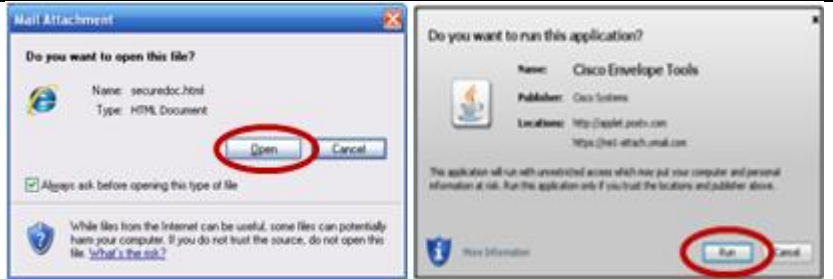 Mail Attachment
Do you want to open this file?
Name: securedoc.html
Type: HTML Document
Open Cancel
Always ask before opening this type of file
While files from the Internet can be useful, some files can potentially
harm your computer. If you do not trust the source, do not open this
file. What's the risk?
Do you want to run this application?
Name: Cisco Envelope Tools
Publisher: Cisco Systems
Locations: http://applet.postx.com
This application will run with unrestricted access which may put your computer and personal
information at risk. Run this application only if you trust the locations and publisher above.
More Information
Run Cancel